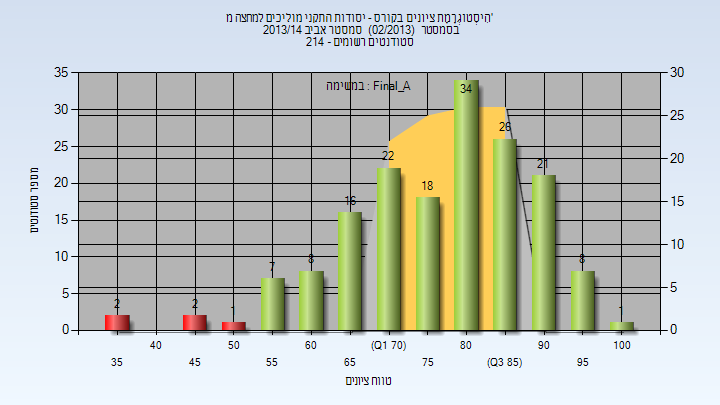 היסטוגרמת ציונים בקורס - יסודות התקני מוליכים למחצה מ'
בסמסטר (02/2013) סמסטר אביב 2013/14
סטודנטים רשומים - 214
במשימה : Final_A
מספר סטודנטים
35 30 25 20 15 10 5 0
30 25 20 15 10 5 0
2 2 1 7 8 16 22 18 34 26 21 8 1
40 50 60 (Q1 70) 80 90 100
35 45 55 65 75 (Q3 85) 95
טווח ציונים